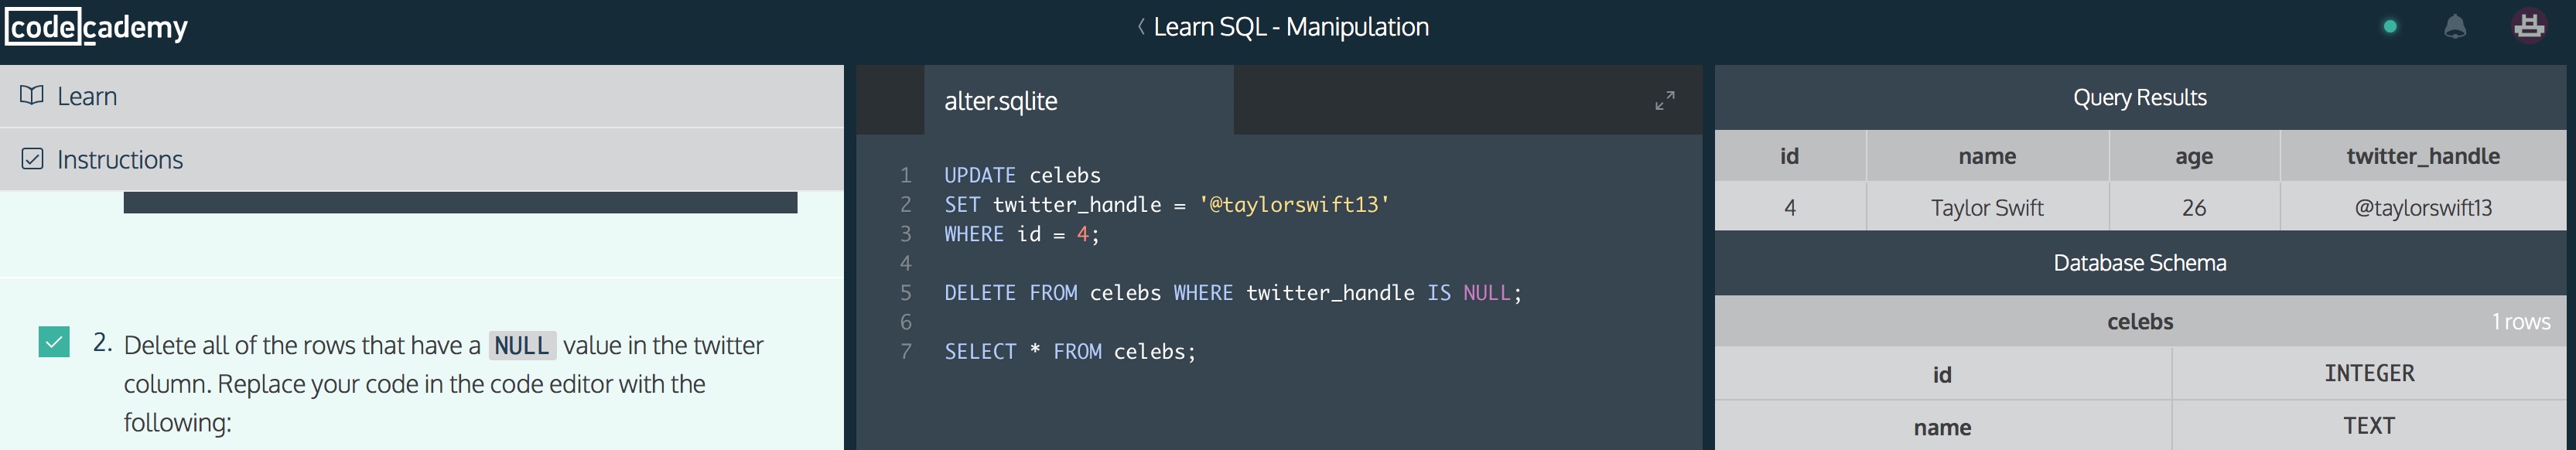 codecademy
Learn SQL - Manipulation
Learn
Instructions
2. Delete all of the rows that have a NULL value in the twitter
column. Replace your code in the code editor with the
following:
alter.sqlite
1 UPDATE celebs
2 SET twitter_handle = '@taylorswift13'
3 WHERE id = 4;
4
5 DELETE FROM celebs WHERE twitter_handle IS NULL;
6
7 SELECT * FROM celebs;
Query Results
id name age twitter_handle
4 Taylor Swift 26 @taylorswift13
Database Schema
celebs 1 rows
id INTEGER
name TEXT